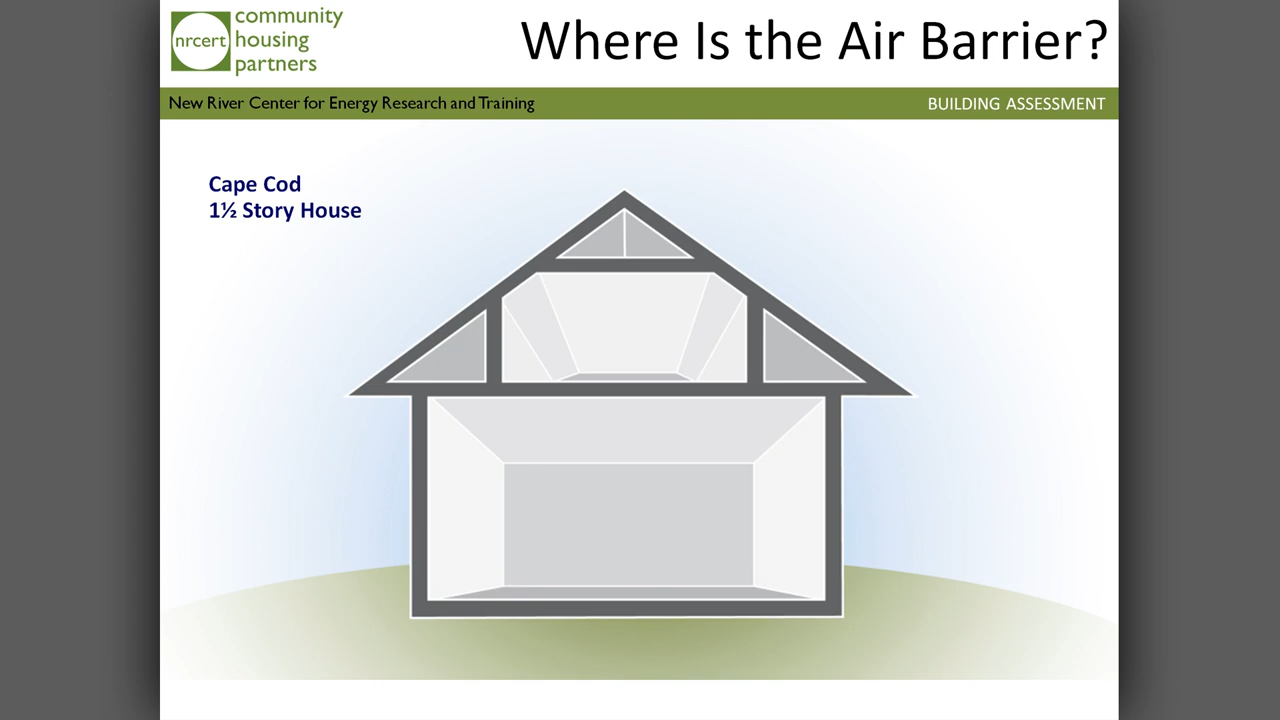 nrcert
community
housing
partners
Where Is the Air Barrier?
New River Center for Energy Research and Training
BUILDING ASSESSMENT
Cape Cod
1½ Story House